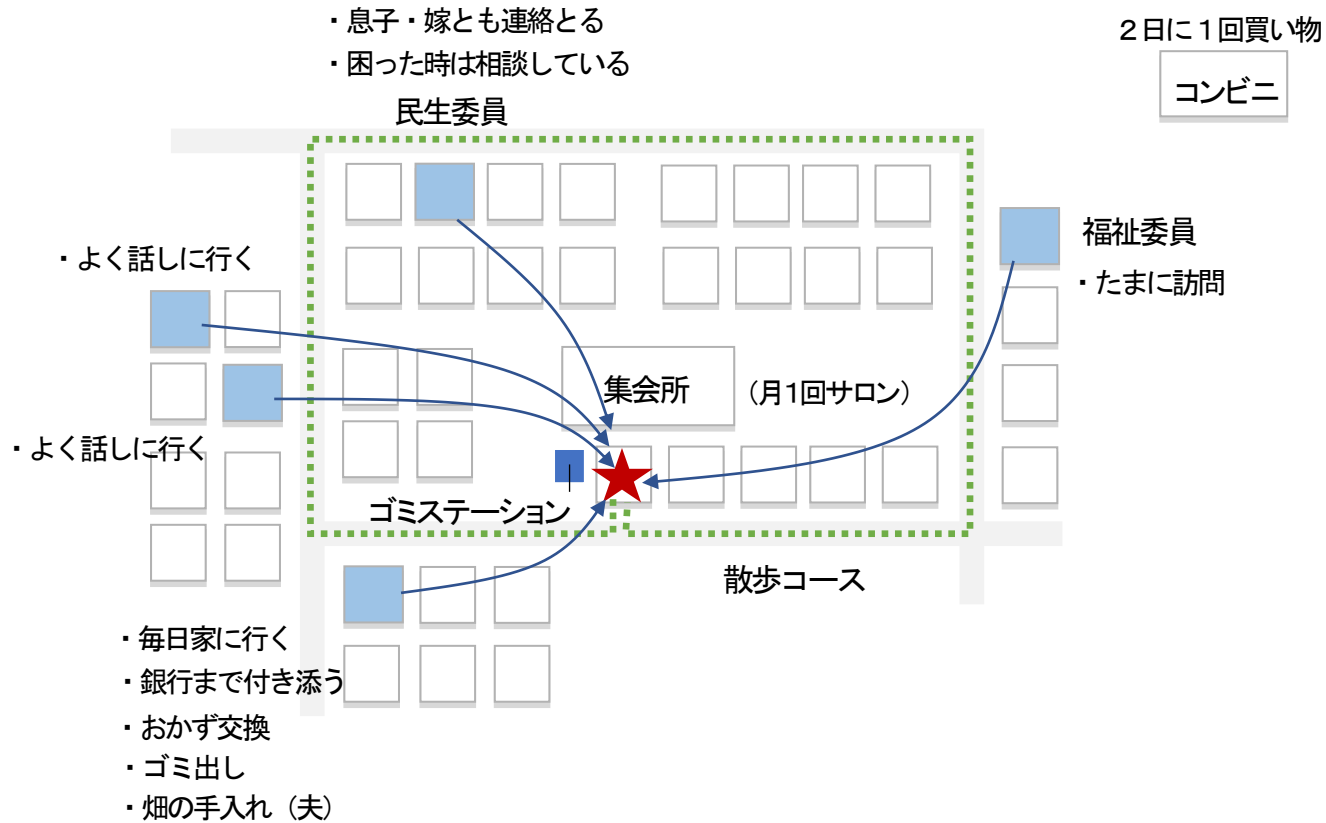 ・息子・嫁とも連絡とる
・困った時は相談している
民生委員
２日に１回買い物
コンビニ
福祉委員
・たまに訪問
・よく話しに行く
集会所
（月1回サロン）
・よく話しに行く
ゴミステーション
散歩コース
・毎日家に行く
・銀行まで付き添う
・おかず交換
・ゴミ出し
・畑の手入れ（夫）